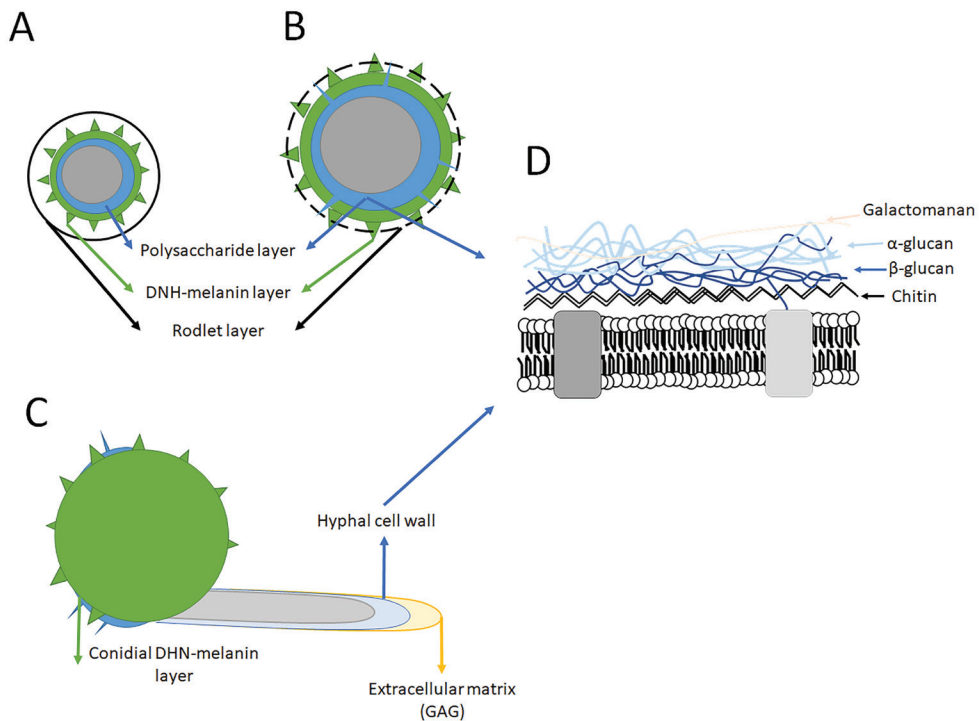 A
B
Polysaccharide layer
DNH-melanin layer
Rodlet layer
D
Galactomanan
α-glucan
β-glucan
Chitin
C
Hyphal cell wall
Conidial DHN-melanin
layer
Extracellular matrix
(GAG)